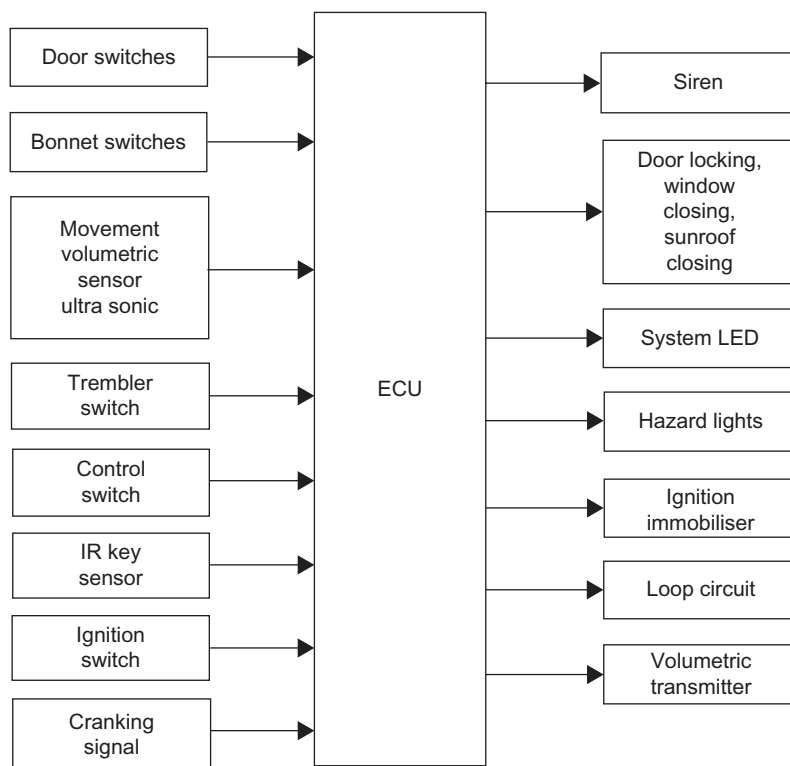 Door switches
Bonnet switches
Movement
volumetric
sensor
ultra sonic
Trembler
switch
Control
switch
IR key
sensor
Ignition
switch
Cranking
signal
ECU
Siren
Door locking,
window
closing,
sunroof
closing
System LED
Hazard lights
Ignition
immobiliser
Loop circuit
Volumetric
transmitter